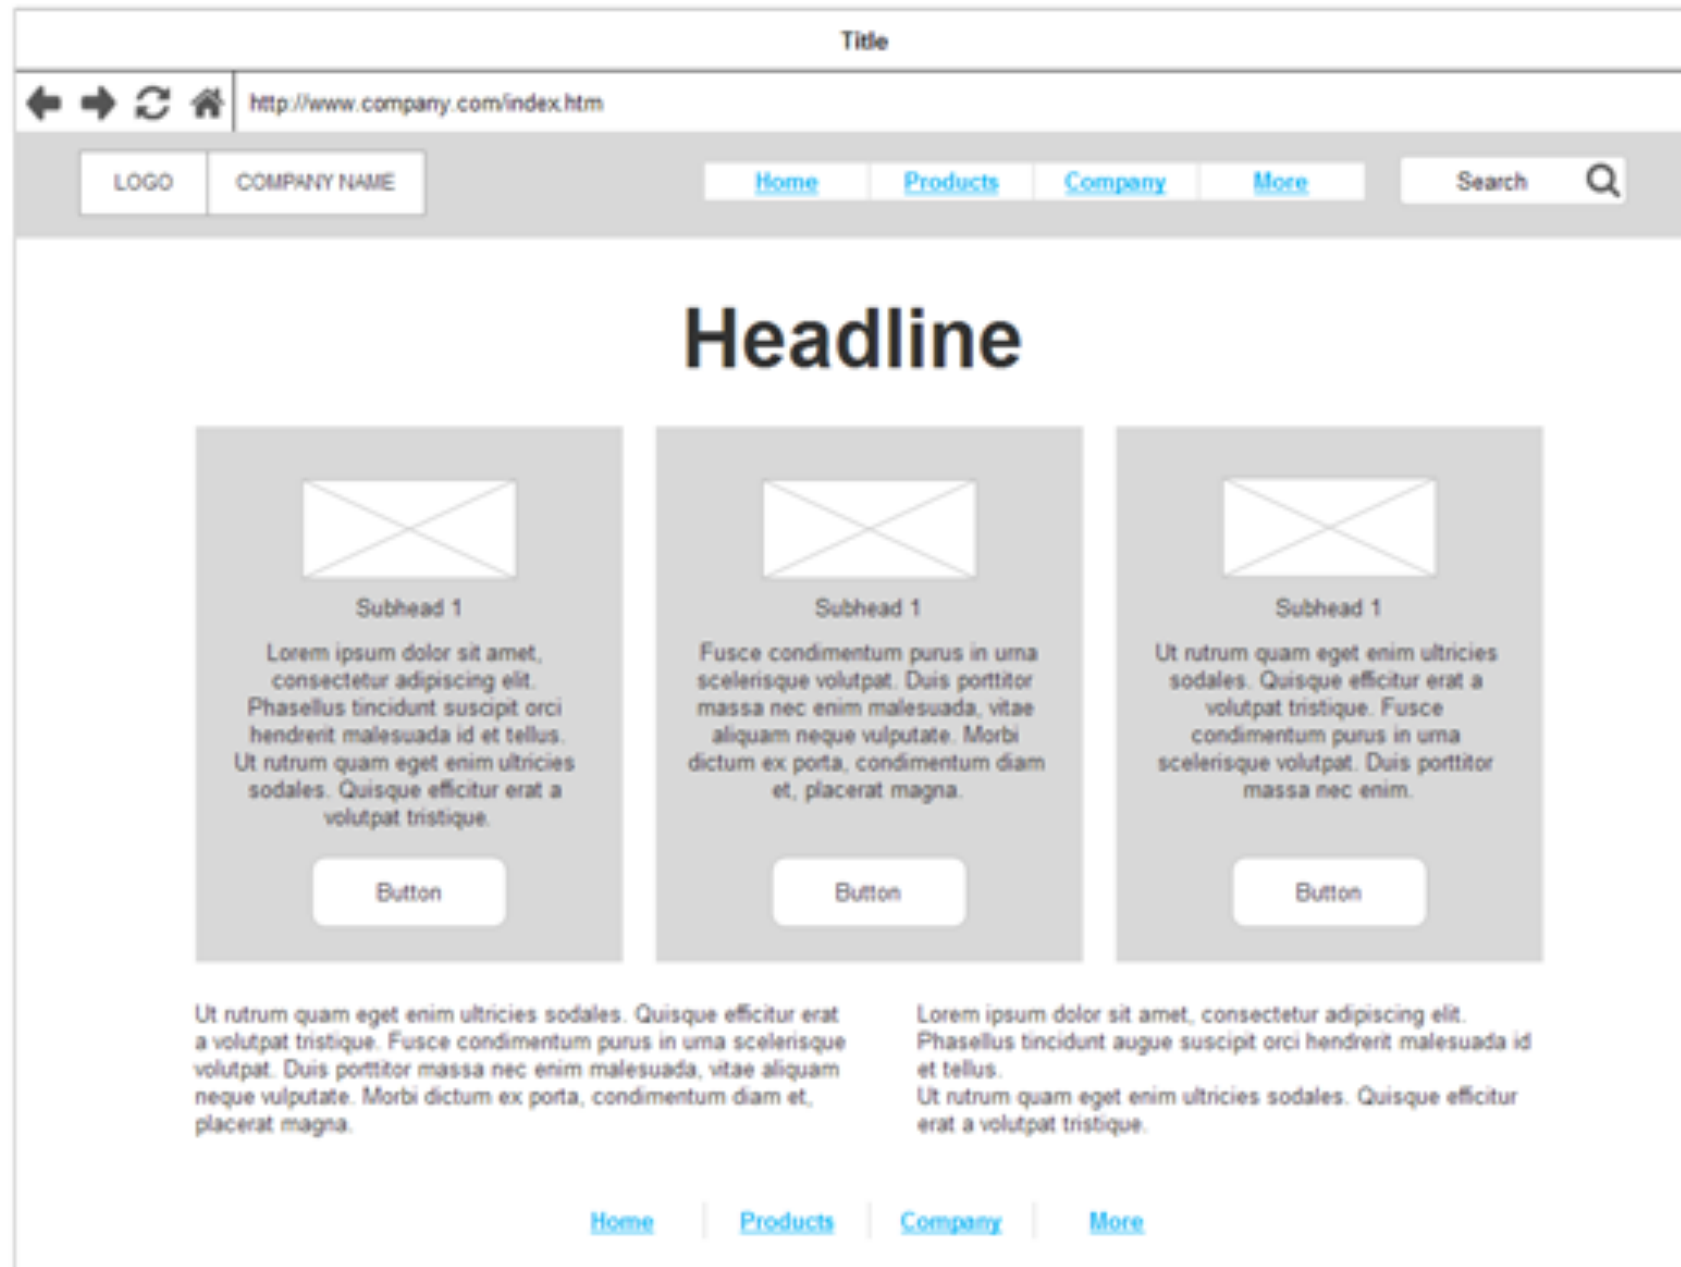 Title
http://www.company.com/index.htm
LOGO COMPANY NAME Home Products Company More Search
Headline
Subhead 1
Lorem ipsum dolor sit amet,
consectetur adipiscing elit.
Phasellus tincidunt suscipit orci
hendrerit malesuada id et tellus.
Ut rutrum quam eget enim ultricies
sodales. Quisque efficitur erat a
volutpat tristique.
Button
Subhead 1
Fusce condimentum purus in urna
scelerisque volutpat. Duis porttitor
massa nec enim malesuada, vitae
aliquam neque vulputate. Morbi
dictum ex porta, condimentum diam
et, placerat magna.
Button
Subhead 1
Ut rutrum quam eget enim ultricies
sodales. Quisque efficitur erat a
volutpat tristique. Fusce
condimentum purus in urna
scelerisque volutpat. Duis porttitor
massa nec enim.
Button
Ut rutrum quam eget enim ultricies sodales. Quisque efficitur erat
a volutpat tristique. Fusce condimentum purus in urna scelerisque
volutpat. Duis porttitor massa nec enim malesuada, vitae aliquam
neque vulputate. Morbi dictum ex porta, condimentum diam et,
placerat magna.
Lorem ipsum dolor sit amet, consectetur adipiscing elit.
Phasellus tincidunt augue suscipit orci hendrerit malesuada id
et tellus.
Ut rutrum quam eget enim ultricies sodales. Quisque efficitur
erat a volutpat tristique.
Home Products Company More